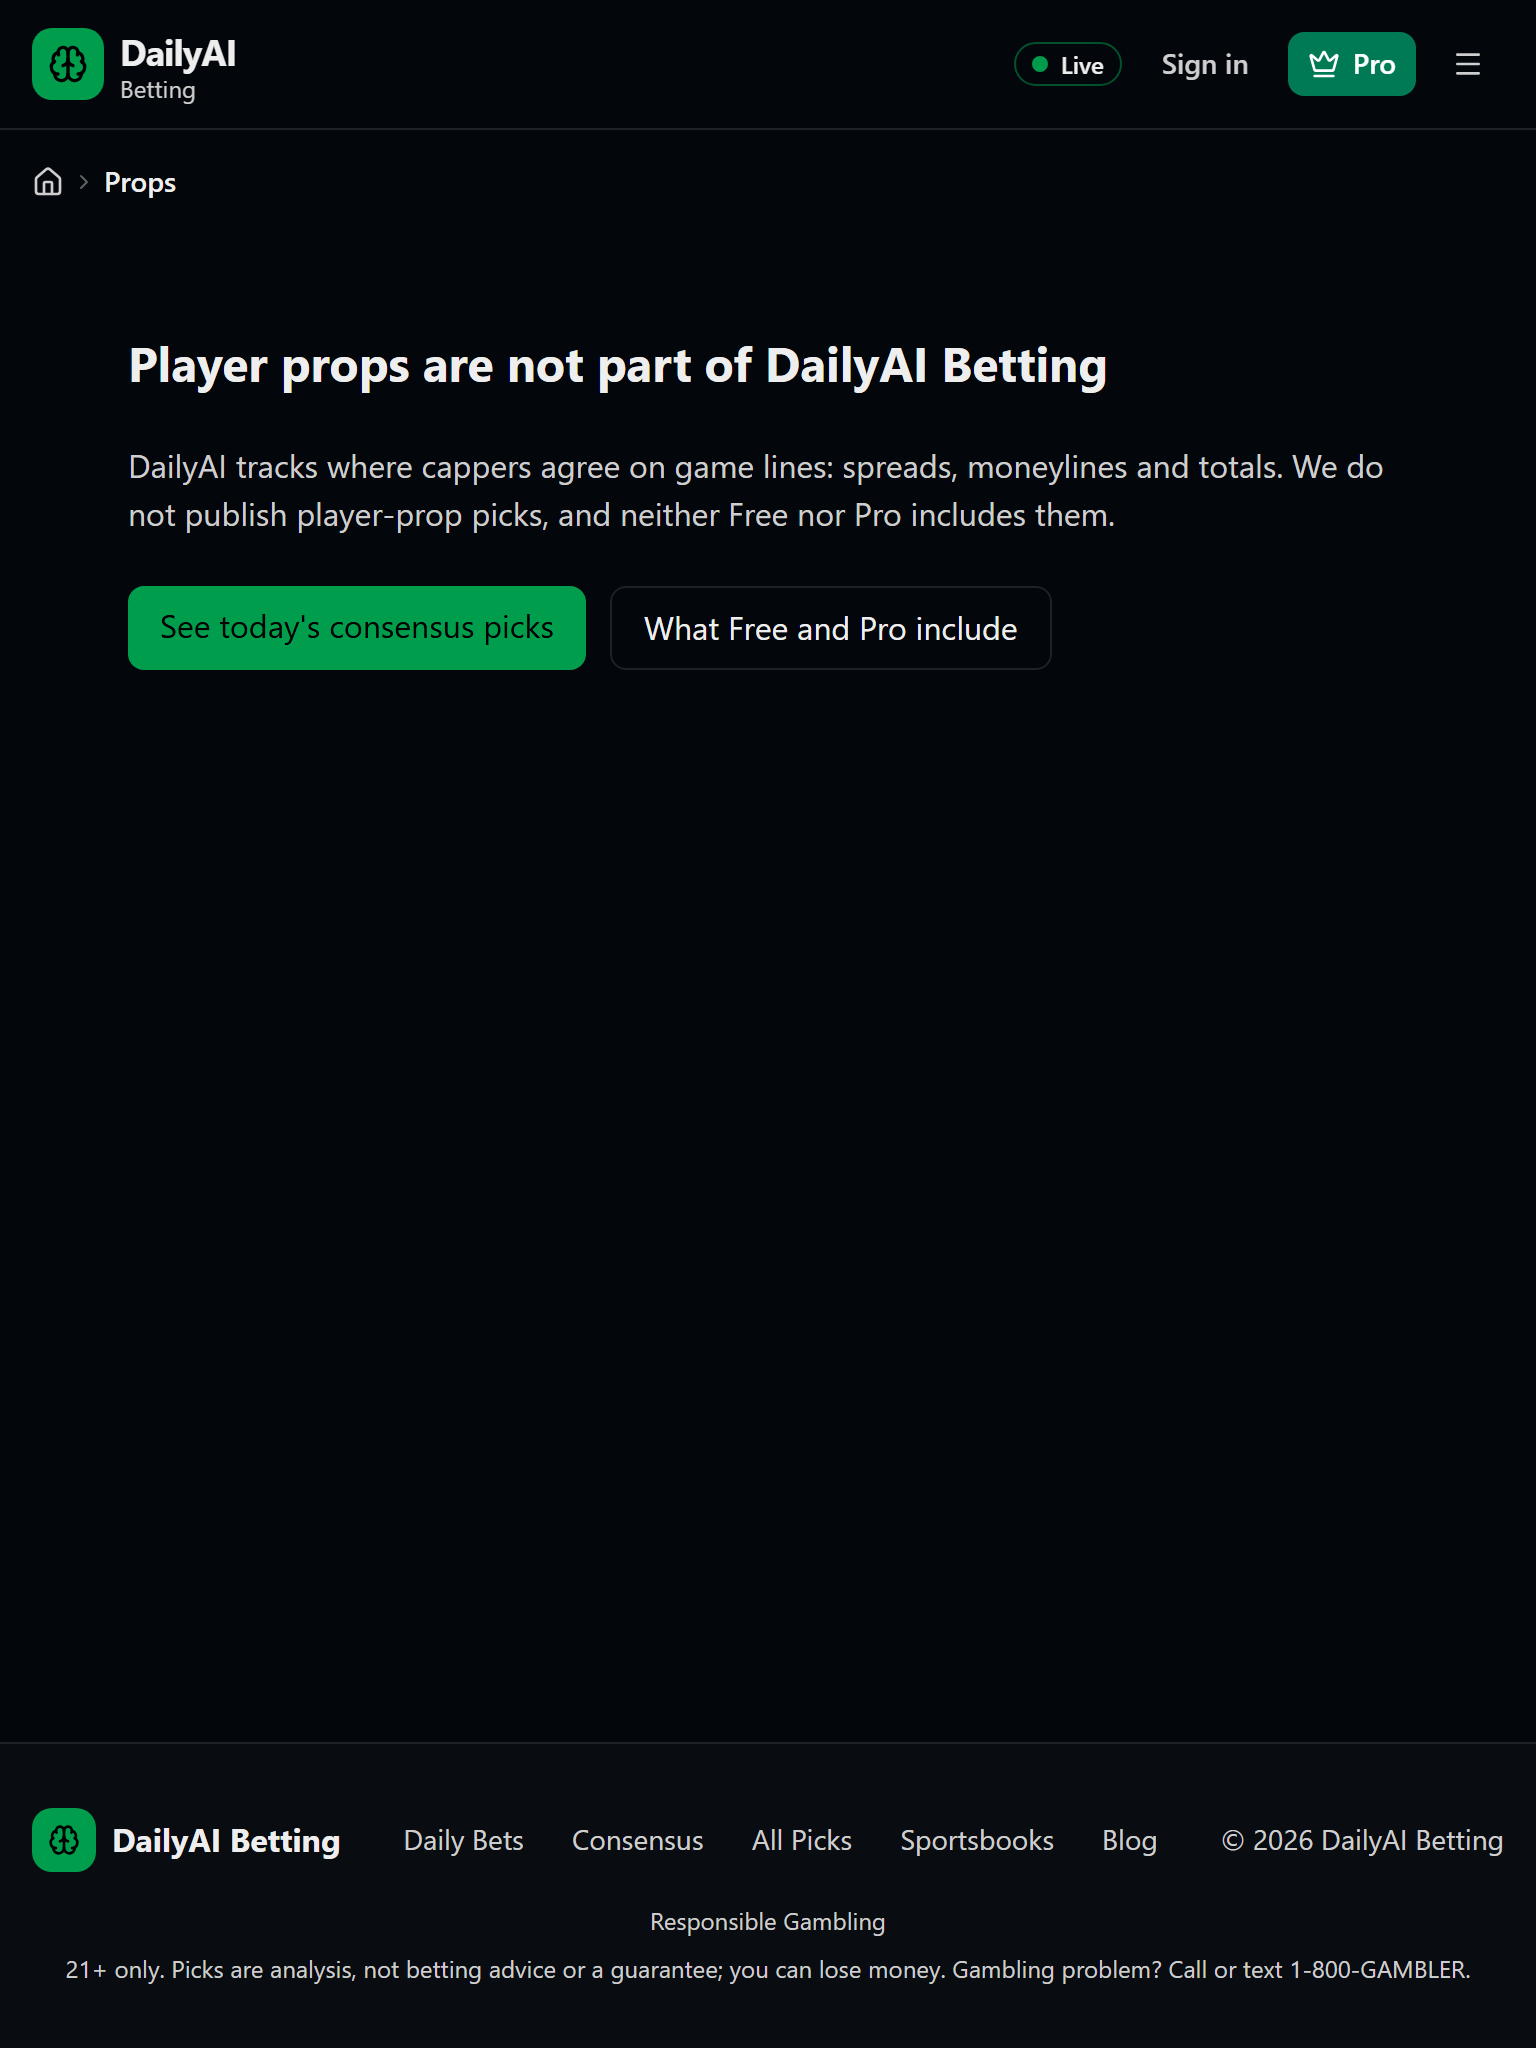 DailyAI
Betting
Live
Sign in
Pro
Props
Player props are not part of DailyAI Betting
DailyAI tracks where cappers agree on game lines: spreads, moneylines and totals. We do
not publish player-prop picks, and neither Free nor Pro includes them.
See today's consensus picks
What Free and Pro include
DailyAI Betting
Daily Bets
Consensus
All Picks
Sportsbooks
Blog
© 2026 DailyAI Betting
Responsible Gambling
21+ only. Picks are analysis, not betting advice or a guarantee; you can lose money. Gambling problem? Call or text 1-800-GAMBLER.